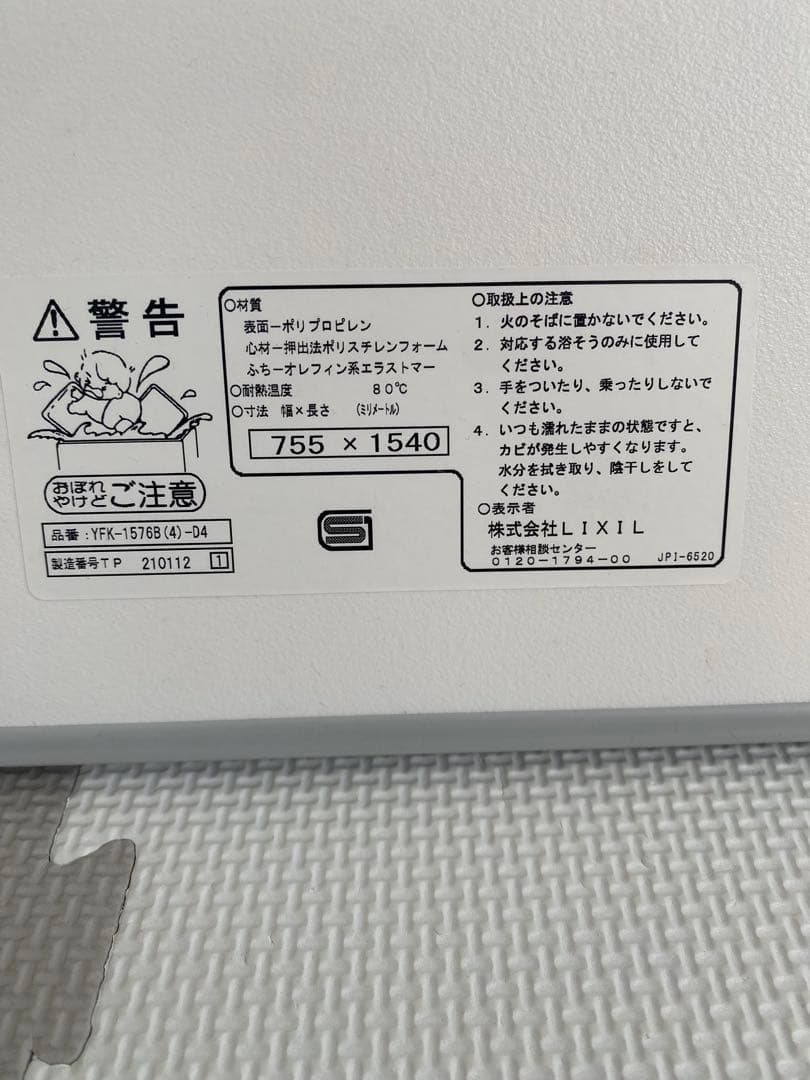 警告
おぼれ
やけど
ご注意
品番：YFK-1576B(4)-D4
製造番号TP 210112 1
○材質
表面ーポリプロピレン
心材ー押出法ポリスチレンフォーム
ふちーオレフィン系エラストマー
○耐熱温度 80℃
○寸法 幅×長さ (ミリメートル)
755 × 1540
S
○取扱上の注意
1．火のそばに置かないでください。
2．対応する浴そうのみに使用して
ください。
3．手をついたり、乗ったりしないで
ください。
4．いつも濡れたままの状態ですと、
カビが発生しやすくなります。
水分を拭き取り、陰干しをして
ください。
○表示者
株式会社LIXIL
お客様相談センター
0120-1794-00 JPI-6520